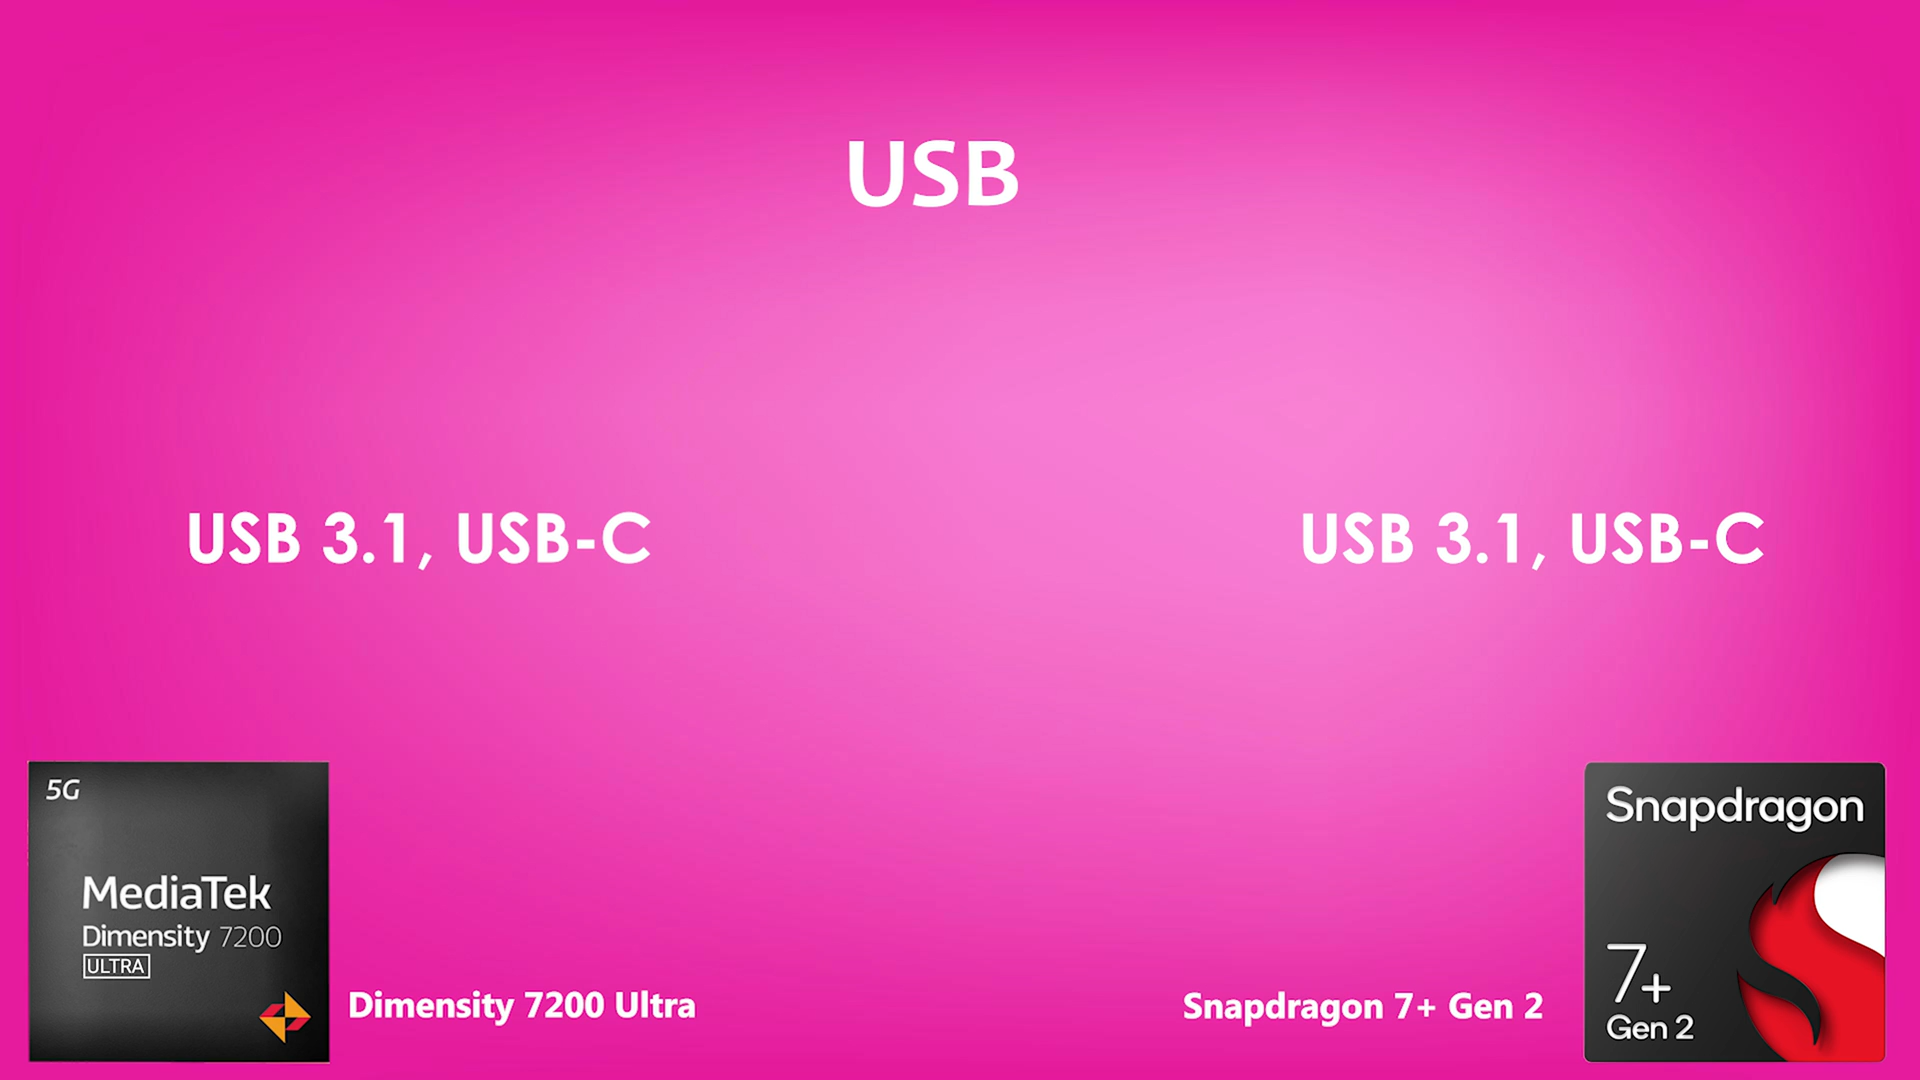 USB
USB 3.1, USB-C
USB 3.1, USB-C
5G
MediaTek
Dimensity 7200
ULTRA
Dimensity 7200 Ultra
Snapdragon 7+ Gen 2
Snapdragon
7+
Gen 2